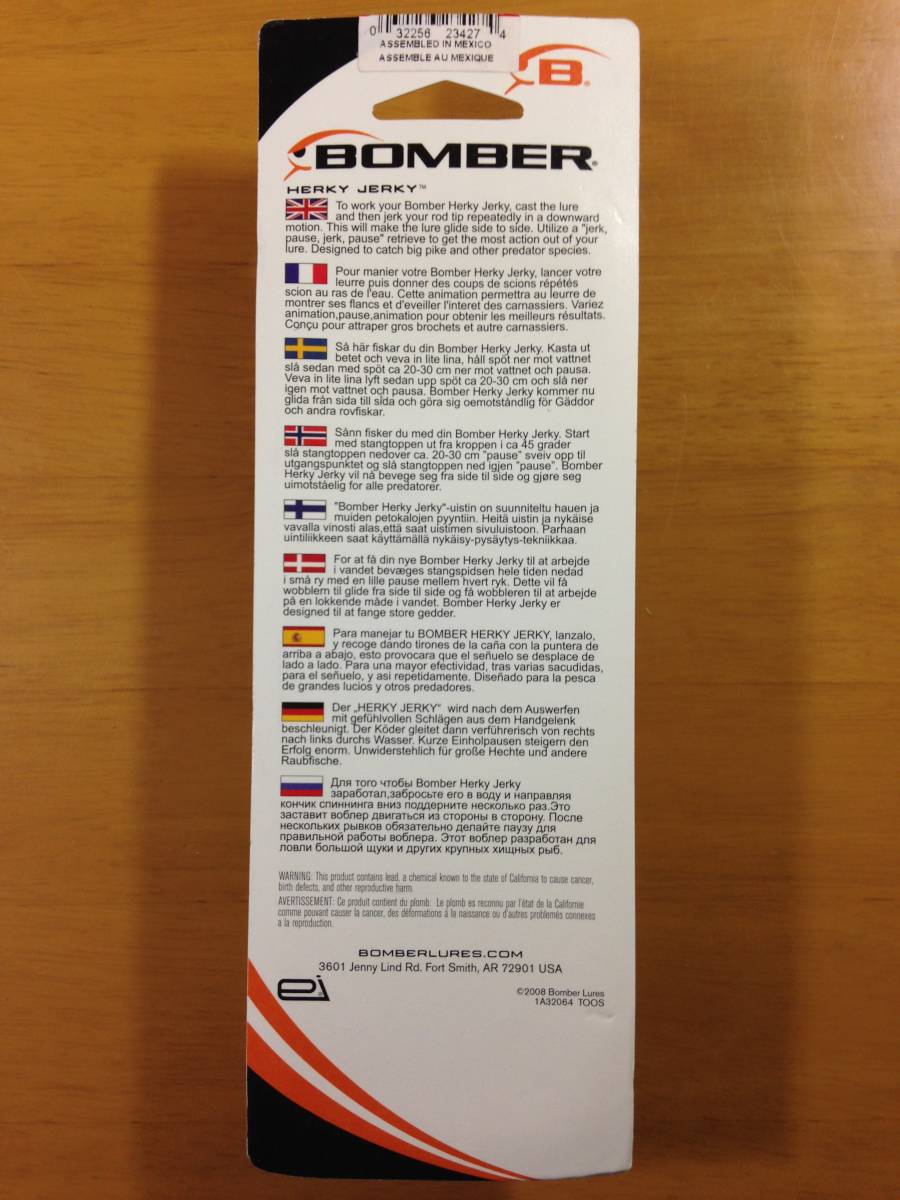 0 32256 23427 4
ASSEMBLED IN MEXICO
ASSEMBLE AU MEXIQUE
B®
BOMBER®
HERKY JERKY™
To work your Bomber Herky Jerky, cast the lure
and then jerk your rod tip repeatedly in a downward
motion. This will make the lure glide side to side. Utilize a "jerk,
pause, jerk, pause" retrieve to get the most action out of your
lure. Designed to catch big pike and other predator species.
Pour manier votre Bomber Herky Jerky, lancer votre
leurre puis donner des coups de scions répétés
scion au ras de l'eau. Cette animation permettra au leurre de
montrer ses flancs et d'eveiller l'interet des carnassiers. Variez
animation,pause,animation pour obtenir les meilleurs résultats.
Conçu pour attraper gros brochets et autre carnassiers.
Så här fiskar du din Bomber Herky Jerky. Kasta ut
betet och veva in lite lina, håll spöt ner mot vattnet
slå sedan med spöt ca 20-30 cm ner mot vattnet och pausa.
Veva in lite lina lyft sedan upp spöt ca 20-30 cm och slå ner
igen mot vattnet och pausa. Bomber Herky Jerky kommer nu
glida från sida till sida och göra sig oemotståndlig för Gäddor
och andra rovfiskar.
Sånn fisker du med din Bomber Herky Jerky. Start
med stangtoppen ut fra kroppen i ca 45 grader
slå stangtoppen nedover ca. 20-30 cm "pause" sveiv opp til
utgangspunktet og slå stangtoppen ned igjen "pause". Bomber
Herky Jerky vil nå bevege seg fra side til side og gjøre seg
uimotståelig for alle predatorer.
"Bomber Herky Jerky"-uistin on suunniteltu hauen ja
muiden petokalojen pyyntiin. Heitä uistin ja nykäise
vavalla vinosti alas,että saat uistimen sivuluistoon. Parhaan
uintiliikkeen saat käyttämällä nykäisy-pysäytys-tekniikkaa.
For at få din nye Bomber Herky Jerky til at arbejde
i vandet bevæges stangspidsen hele tiden nedad
i små ry med en lille pause mellem hvert ryk. Dette vil få
wobblern til glide fra side til side og få wobbleren til at arbejde
på en lokkende måde i vandet. Bomber Herky Jerky er
designed til at fange store gedder.
Para manejar tu BOMBER HERKY JERKY, lanzalo,
y recoge dando tirones de la caña con la puntera de
arriba a abajo, esto provocara que el señuelo se desplace de
lado a lado. Para una mayor efectividad, tras varias sacudidas,
para el señuelo, y asi repetidamente. Diseñado para la pesca
de grandes lucios y otros predadores.
Der „HERKY JERKY" wird nach dem Auswerfen
mit gefühlvollen Schlägen aus dem Handgelenk
beschleunigt. Der Köder gleitet dann verführerisch von rechts
nach links durchs Wasser. Kurze Einholpausen steigern den
Erfolg enorm. Unwiderstehlich für große Hechte und andere
Raubfische.
Для того чтобы Bomber Herky Jerky
заработал,забросьте его в воду и направляя
кончик спиннинга вниз поддерните несколько раз.Это
заставит воблер двигаться из стороны в сторону. После
нескольких рывков обязательно делайте паузу для
правильной работы воблера. Этот воблер разработан для
ловли большой щуки и других крупных хищных рыб.
WARNING: This product contains lead, a chemical known to the state of California to cause cancer,
birth defects, and other reproductive harm.
AVERTISSEMENT: Ce produit contient du plomb. Le plomb es reconnu par l'état de la Californie
comme pouvant causer la cancer, des déformations á la naissance ou d'autres problémés connexes
a la reproduction.
BOMBERLURES.COM
3601 Jenny Lind Rd. Fort Smith, AR 72901 USA
ei
©2008 Bomber Lures
1A32064 TOOS